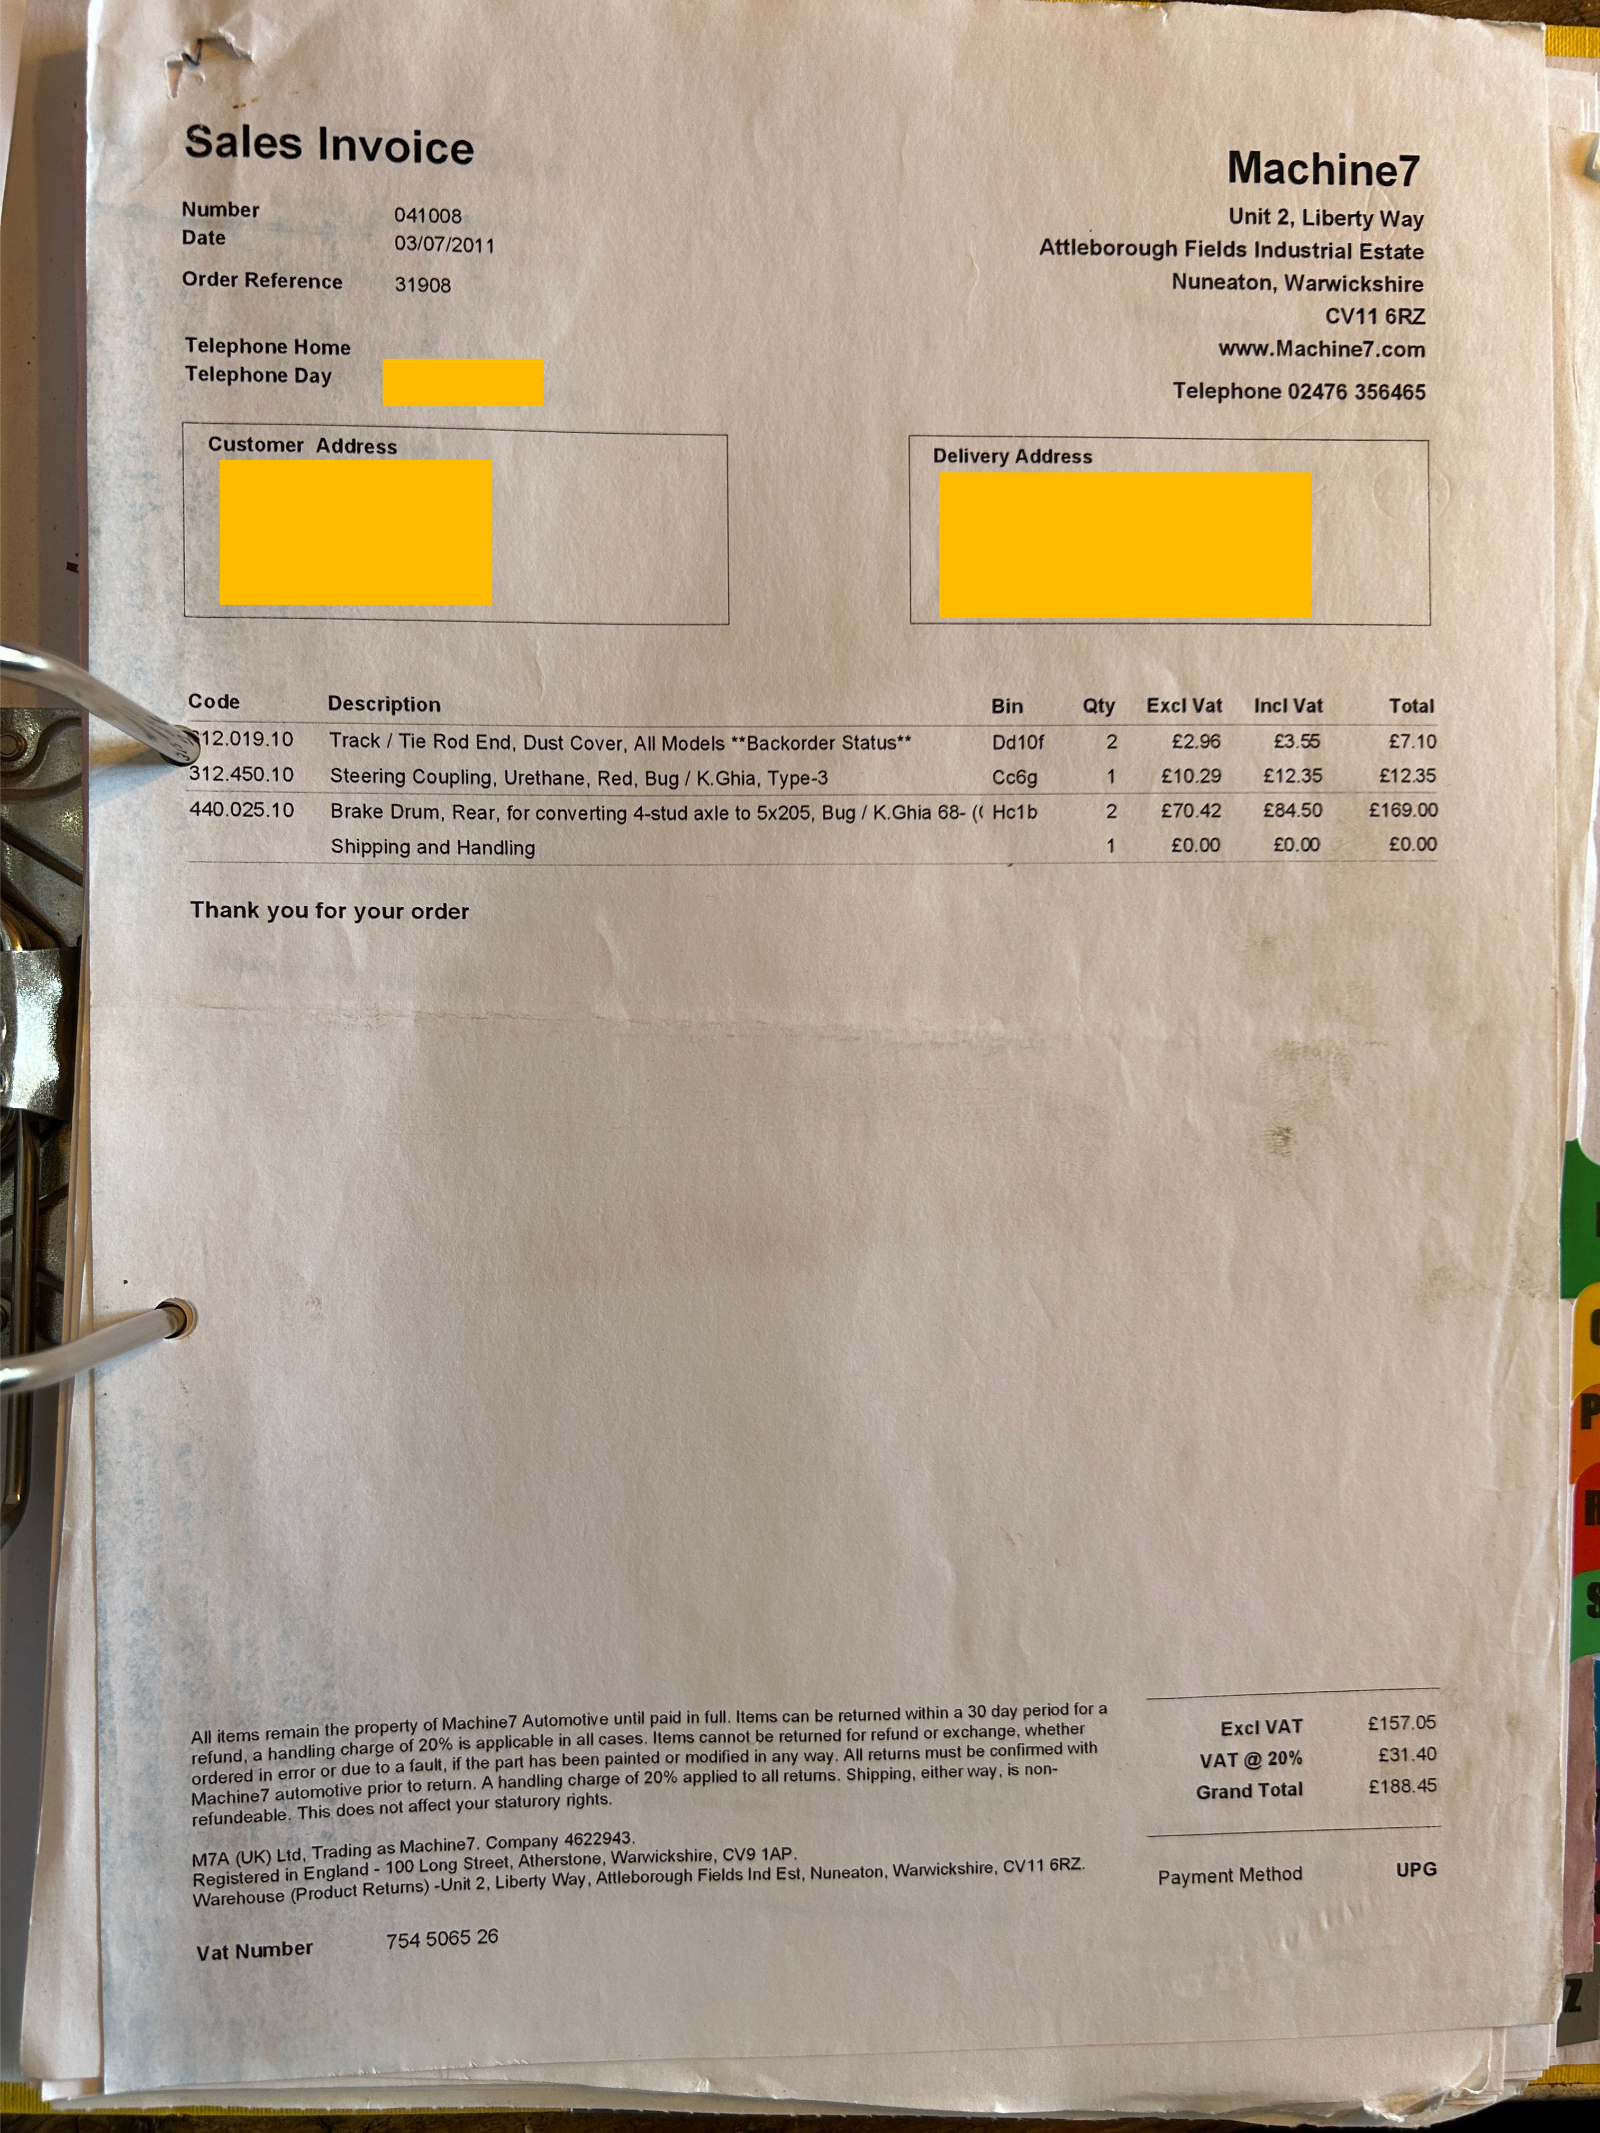 Sales Invoice
Machine7
Number 041008
Date 03/07/2011
Order Reference 31908
Unit 2, Liberty Way
Attleborough Fields Industrial Estate
Nuneaton, Warwickshire
CV11 6RZ
www.Machine7.com
Telephone 02476 356465
Telephone Home
Telephone Day
Customer Address
Delivery Address
Code Description Bin Qty Excl Vat Incl Vat Total
12.019.10 Track / Tie Rod End, Dust Cover, All Models **Backorder Status** Dd10f 2 £2.96 £3.55 £7.10
312.450.10 Steering Coupling, Urethane, Red, Bug / K.Ghia, Type-3 Cc6g 1 £10.29 £12.35 £12.35
440.025.10 Brake Drum, Rear, for converting 4-stud axle to 5x205, Bug / K.Ghia 68- (( Hc1b 2 £70.42 £84.50 £169.00
Shipping and Handling 1 £0.00 £0.00 £0.00
Thank you for your order
All items remain the property of Machine7 Automotive until paid in full. Items can be returned within a 30 day period for a
refund, a handling charge of 20% is applicable in all cases. Items cannot be returned for refund or exchange, whether
ordered in error or due to a fault, if the part has been painted or modified in any way. All returns must be confirmed with
Machine7 automotive prior to return. A handling charge of 20% applied to all returns. Shipping, either way, is non-
refundeable. This does not affect your staturory rights.
M7A (UK) Ltd, Trading as Machine7. Company 4622943.
Registered in England - 100 Long Street, Atherstone, Warwickshire, CV9 1AP.
Warehouse (Product Returns) -Unit 2, Liberty Way, Attleborough Fields Ind Est, Nuneaton, Warwickshire, CV11 6RZ.
Excl VAT £157.05
VAT @ 20% £31.40
Grand Total £188.45
Payment Method UPG
Vat Number 754 5065 26
P
S
Z